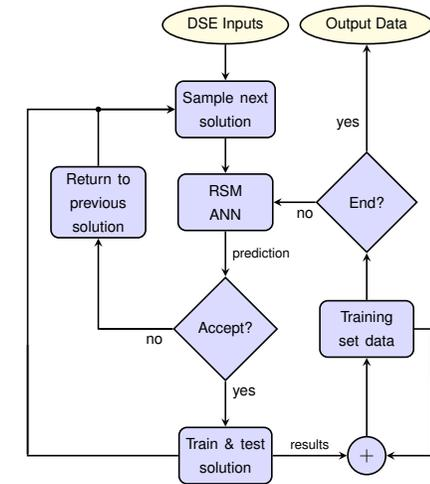 DSE Inputs
Output Data
Sample next
solution
yes
Return to
previous
solution
RSM
ANN
no
End?
prediction
Accept?
no
Training
set data
yes
Train & test
solution
results
+